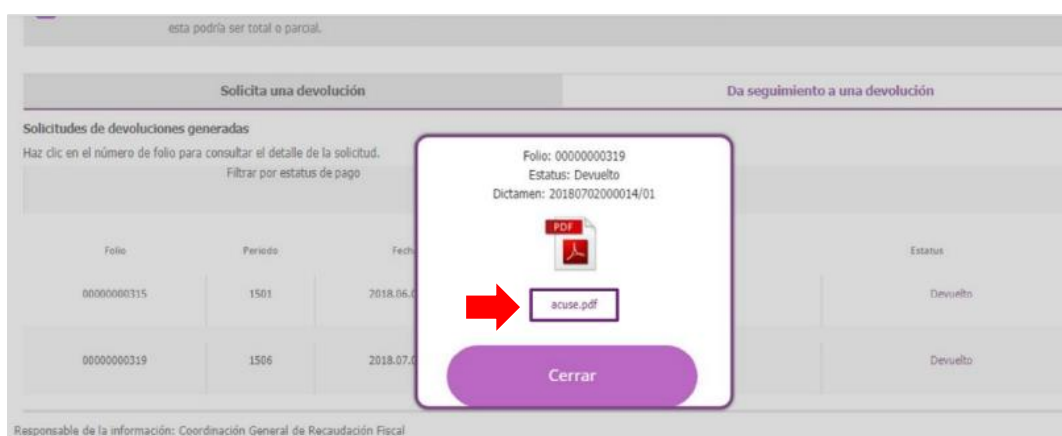 esta podría ser total o parcial.
Solicita una devolución
Da seguimiento a una devolución
Solicitudes de devoluciones generadas
Haz clic en el número de folio para consultar el detalle de la solicitud.
Filtrar por estatus de pago
Folio Periodo Fech Estatus
00000000315 1501 2018.06.0 Devuelto
00000000319 1506 2018.07.0 Devuelto
Folio: 00000000319
Estatus: Devuelto
Dictamen: 20180702000014/01
PDF
acuse.pdf
Cerrar
Responsable de la información: Coordinación General de Recaudación Fiscal